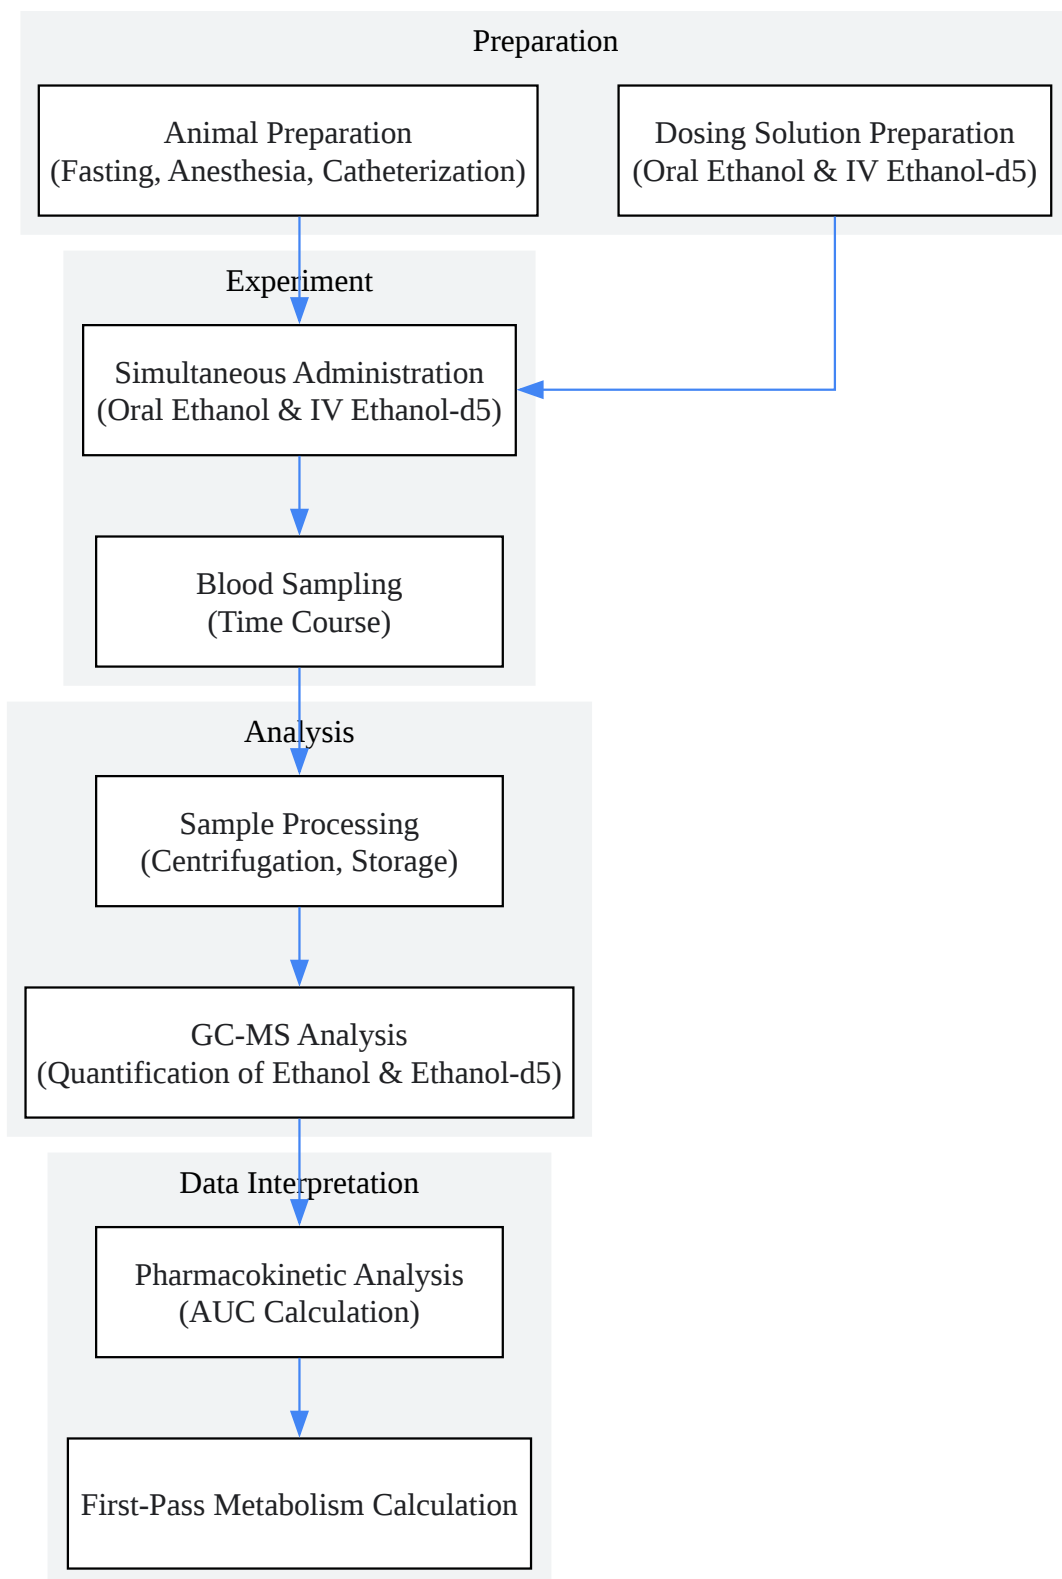 Preparation
Animal Preparation
(Fasting, Anesthesia, Catheterization)
Dosing Solution Preparation
(Oral Ethanol & IV Ethanol-d5)
Experiment
Simultaneous Administration
(Oral Ethanol & IV Ethanol-d5)
Blood Sampling
(Time Course)
Analysis
Sample Processing
(Centrifugation, Storage)
GC-MS Analysis
(Quantification of Ethanol & Ethanol-d5)
Data Interpretation
Pharmacokinetic Analysis
(AUC Calculation)
First-Pass Metabolism Calculation